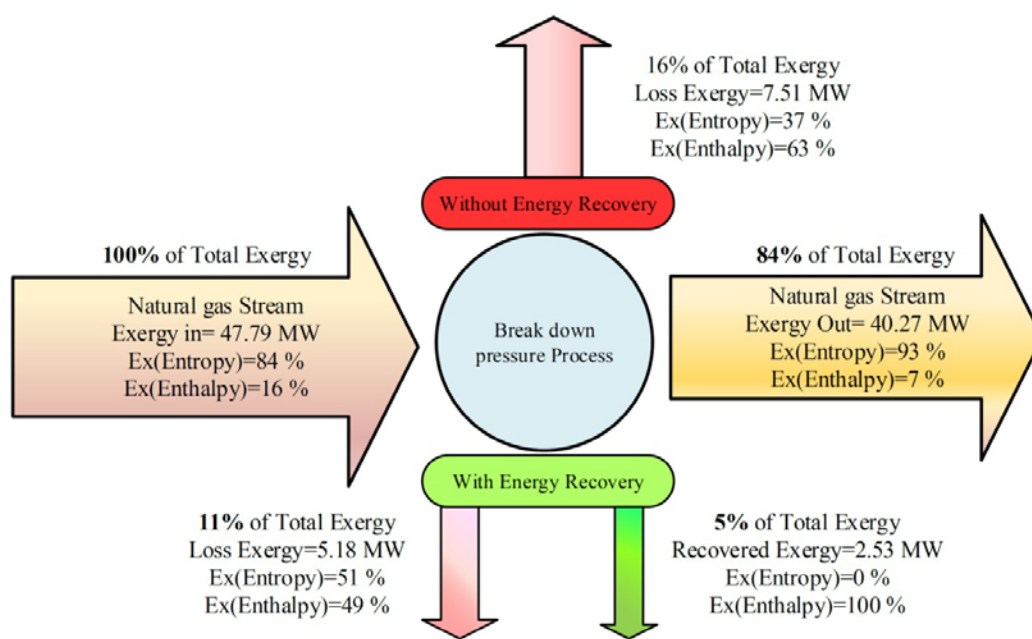 16% of Total Exergy
Loss Exergy=7.51 MW
Ex(Entropy)=37 %
Ex(Enthalpy)=63 %
Without Energy Recovery
100% of Total Exergy
Natural gas Stream
Exergy in= 47.79 MW
Ex(Entropy)=84 %
Ex(Enthalpy)=16 %
Break down
pressure Process
84% of Total Exergy
Natural gas Stream
Exergy Out= 40.27 MW
Ex(Entropy)=93 %
Ex(Enthalpy)=7 %
With Energy Recovery
11% of Total Exergy
Loss Exergy=5.18 MW
Ex(Entropy)=51 %
Ex(Enthalpy)=49 %
5% of Total Exergy
Recovered Exergy=2.53 MW
Ex(Entropy)=0 %
Ex(Enthalpy)=100 %